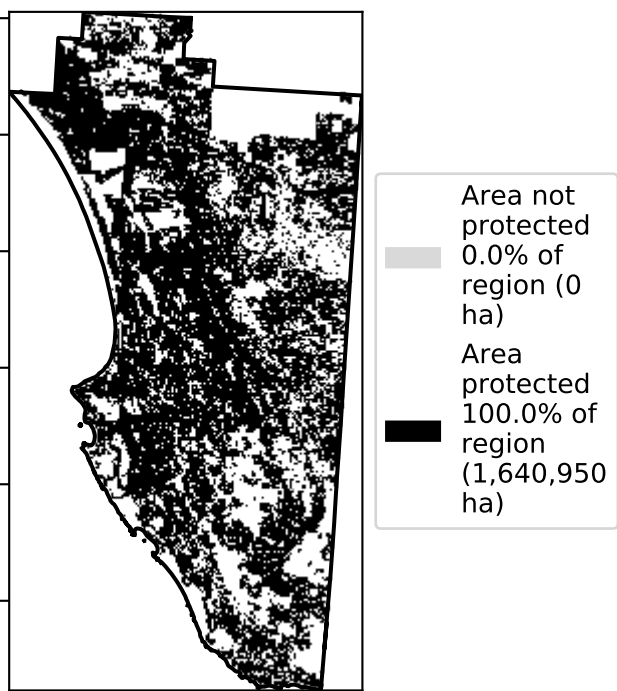 Area not
protected
0.0% of
region (0
ha)
Area
protected
100.0% of
region
(1,640,950
ha)